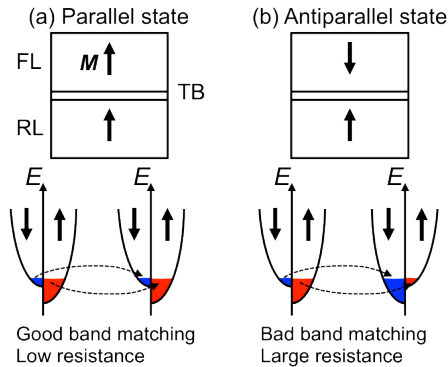 (a) Parallel state
(b) Antiparallel state
FL
M
TB
RL
E
E
E
E
Good band matching
Low resistance
Bad band matching
Large resistance